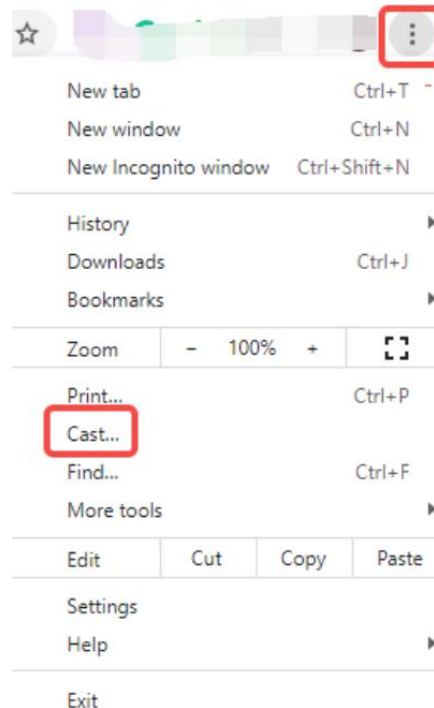 New tab Ctrl+T
New window Ctrl+N
New Incognito window Ctrl+Shift+N
History
Downloads Ctrl+J
Bookmarks
Zoom - 100% +
Print... Ctrl+P
Cast...
Find... Ctrl+F
More tools
Edit Cut Copy Paste
Settings
Help
Exit